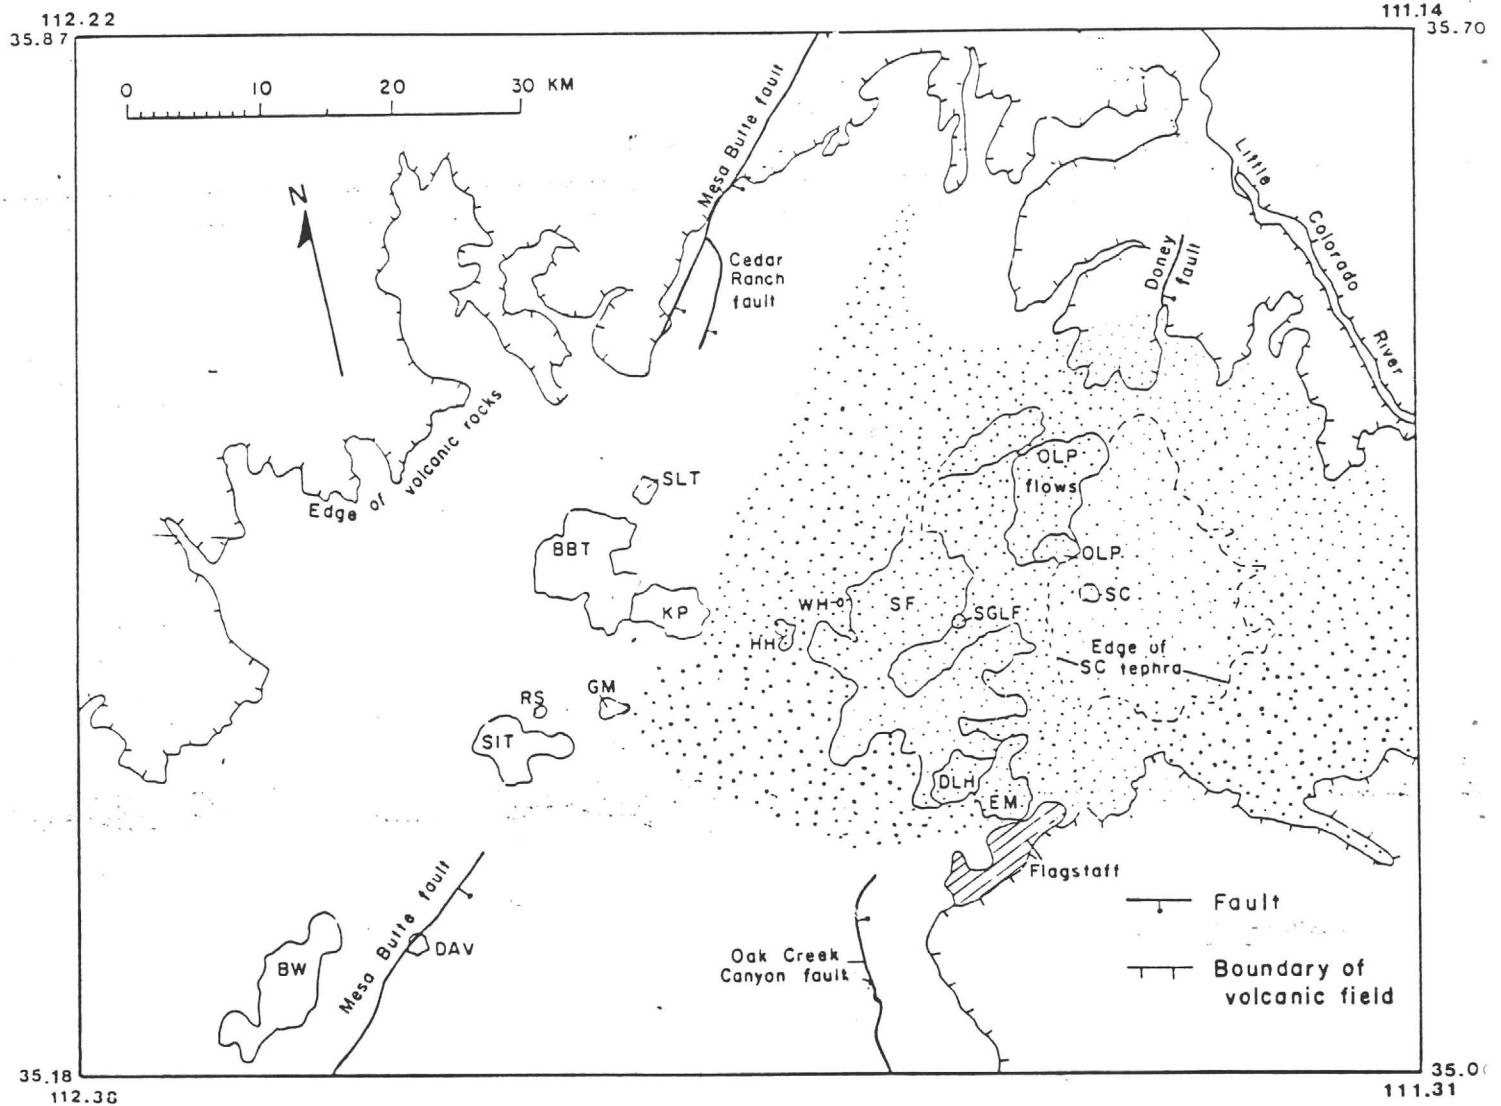 112.22
111.14
35.87
35.70
0 10 20 30 KM
N
Mesa Butte fault
Little
Colorado
River
Cedar
Ranch
fault
Doney
fault
Edge of volcanic rocks
SLT
OLP
flows
BBT
OLP
KP
WH
SF
SC
SGLF
HH
Edge of
SC tephra
RS
GM
SIT
DLH
EM
Flagstaff
Fault
Mesa Butte fault
DAV
BW
Oak Creek
Canyon fault
Boundary of
volcanic field
35.18
35.00
112.38
111.31